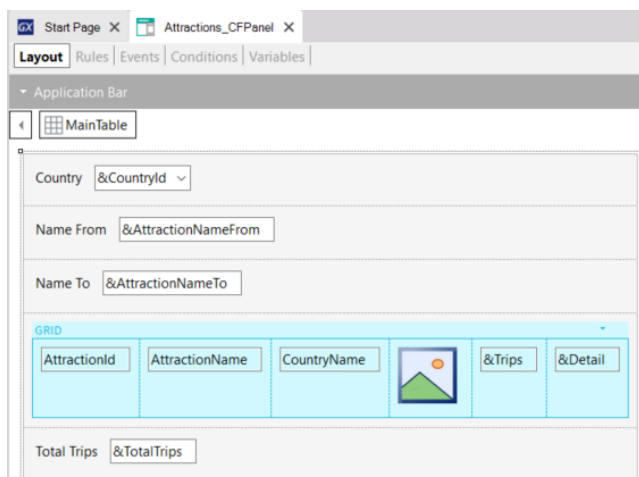 GX Start Page X Attractions_CFPanel X
Layout Rules Events Conditions Variables
Application Bar
MainTable
Country &CountryId
Name From &AttractionNameFrom
Name To &AttractionNameTo
GRID
AttractionId AttractionName CountryName &Trips &Detail
Total Trips &TotalTrips